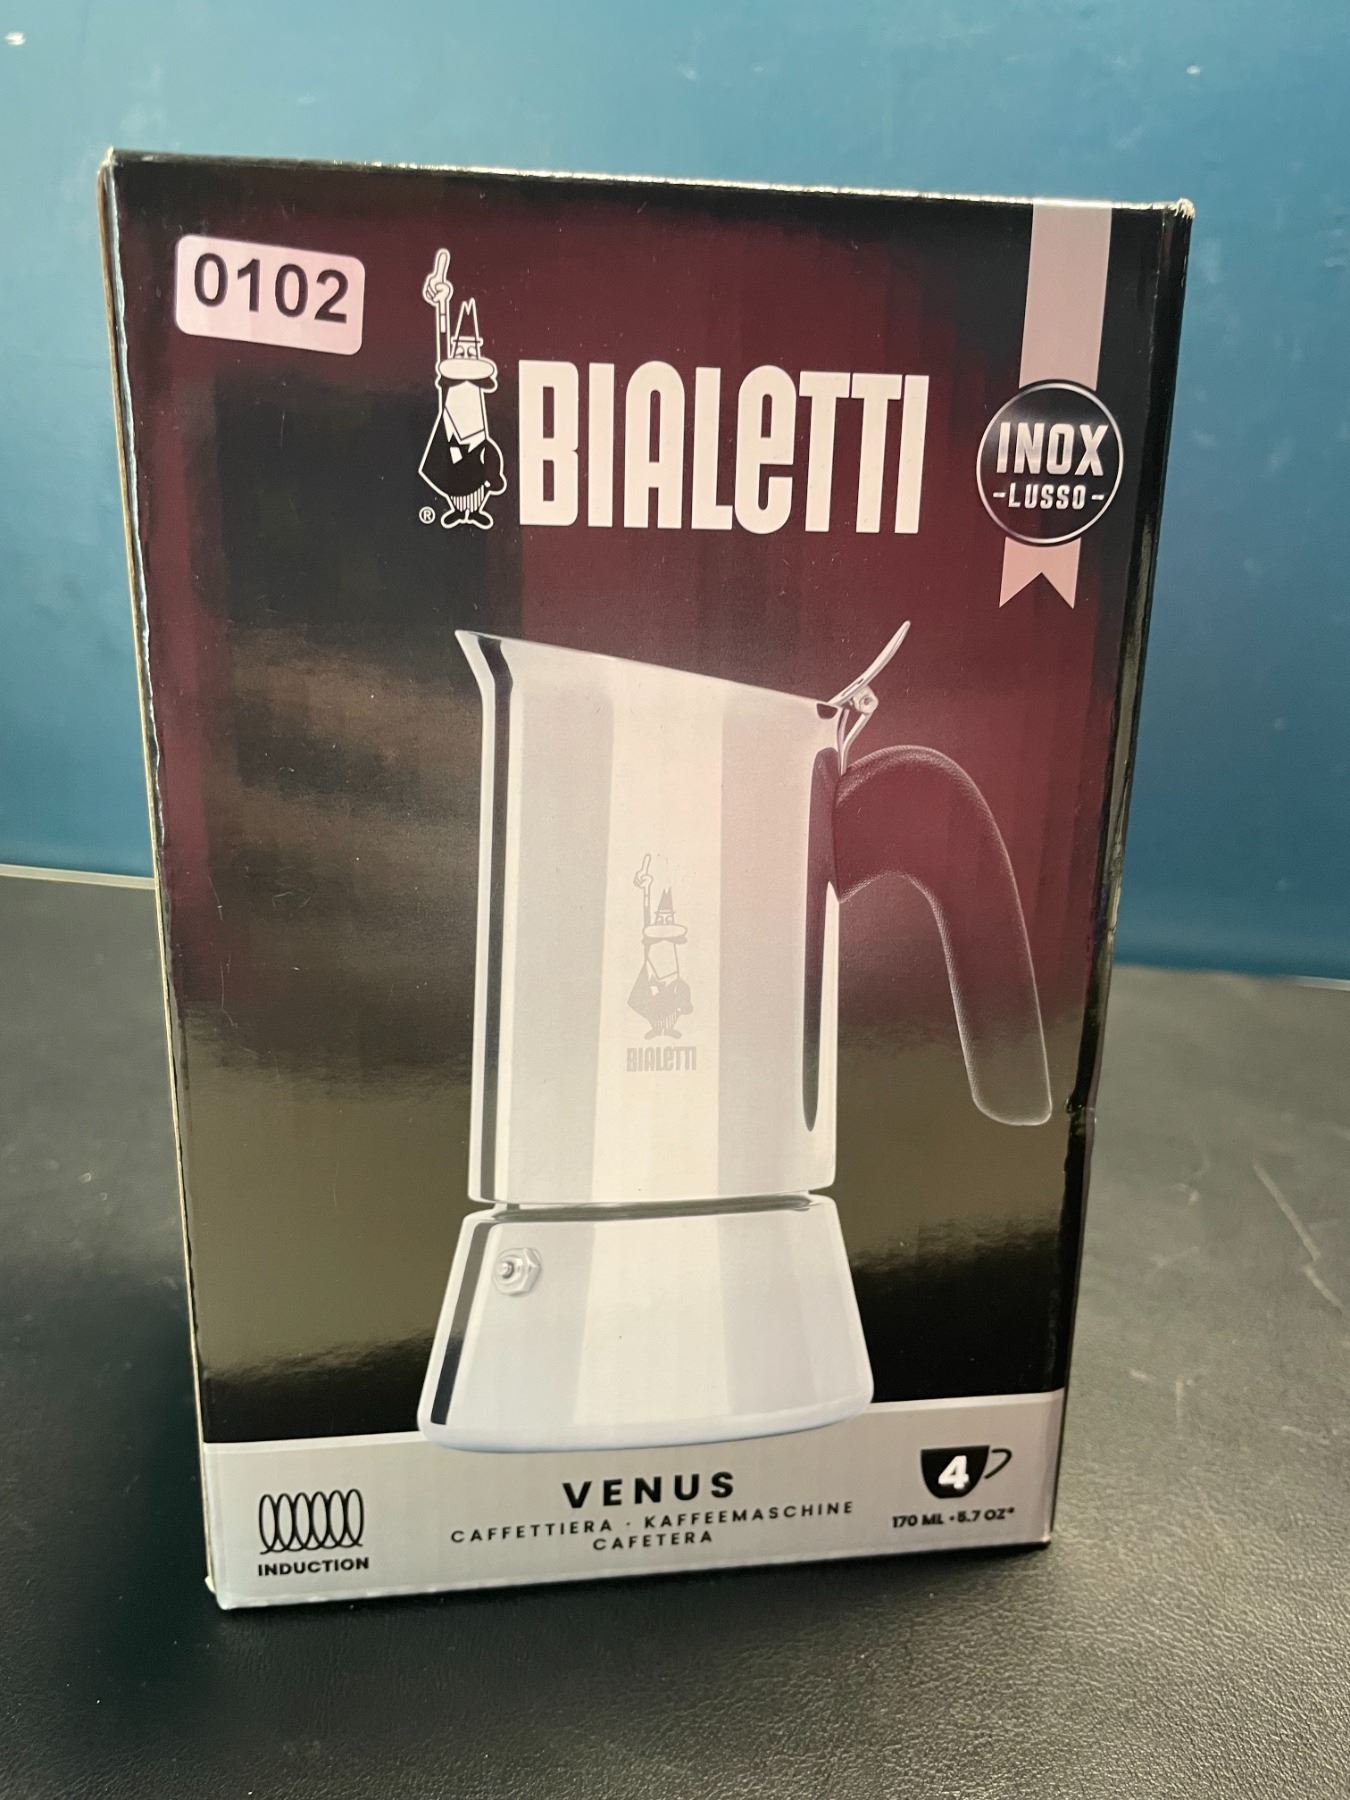 0102
BIALETTI
®
INOX
-LUSSO-
BIALETTI
VENUS
CAFFETTIERA · KAFFEEMASCHINE
CAFETERA
INDUCTION
4
170 ML • 5.7 OZ*